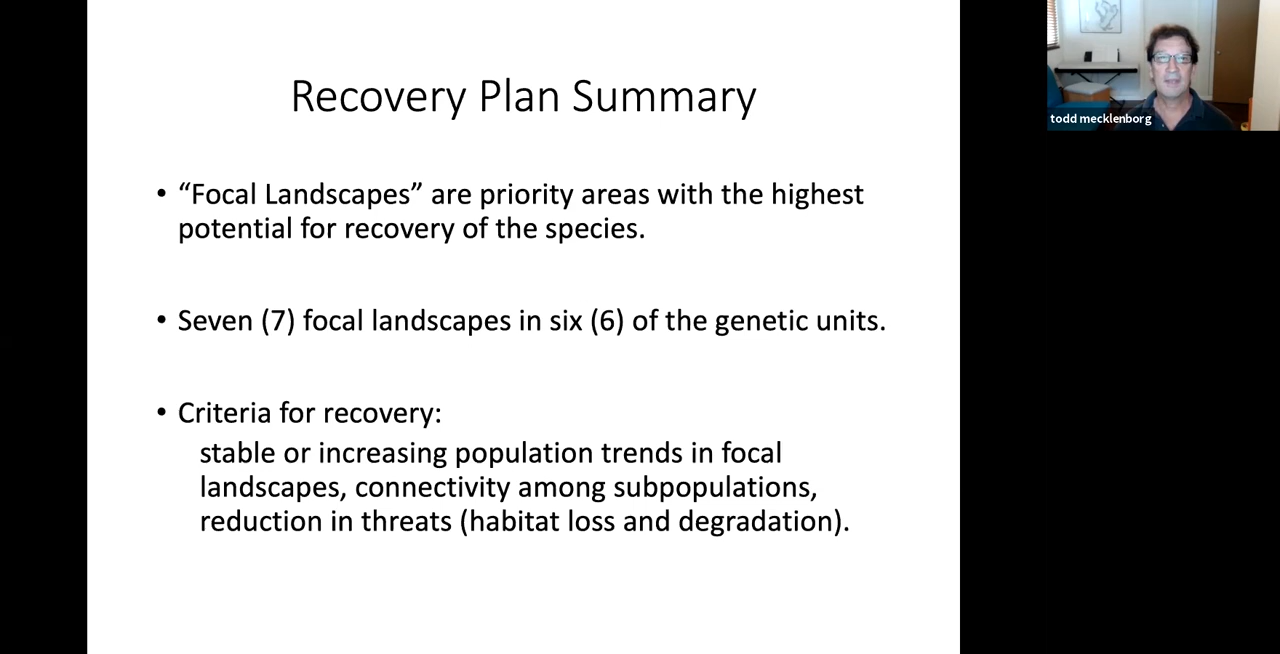 Recovery Plan Summary
• “Focal Landscapes” are priority areas with the highest
potential for recovery of the species.
• Seven (7) focal landscapes in six (6) of the genetic units.
• Criteria for recovery:
stable or increasing population trends in focal
landscapes, connectivity among subpopulations,
reduction in threats (habitat loss and degradation).
todd mecklenborg